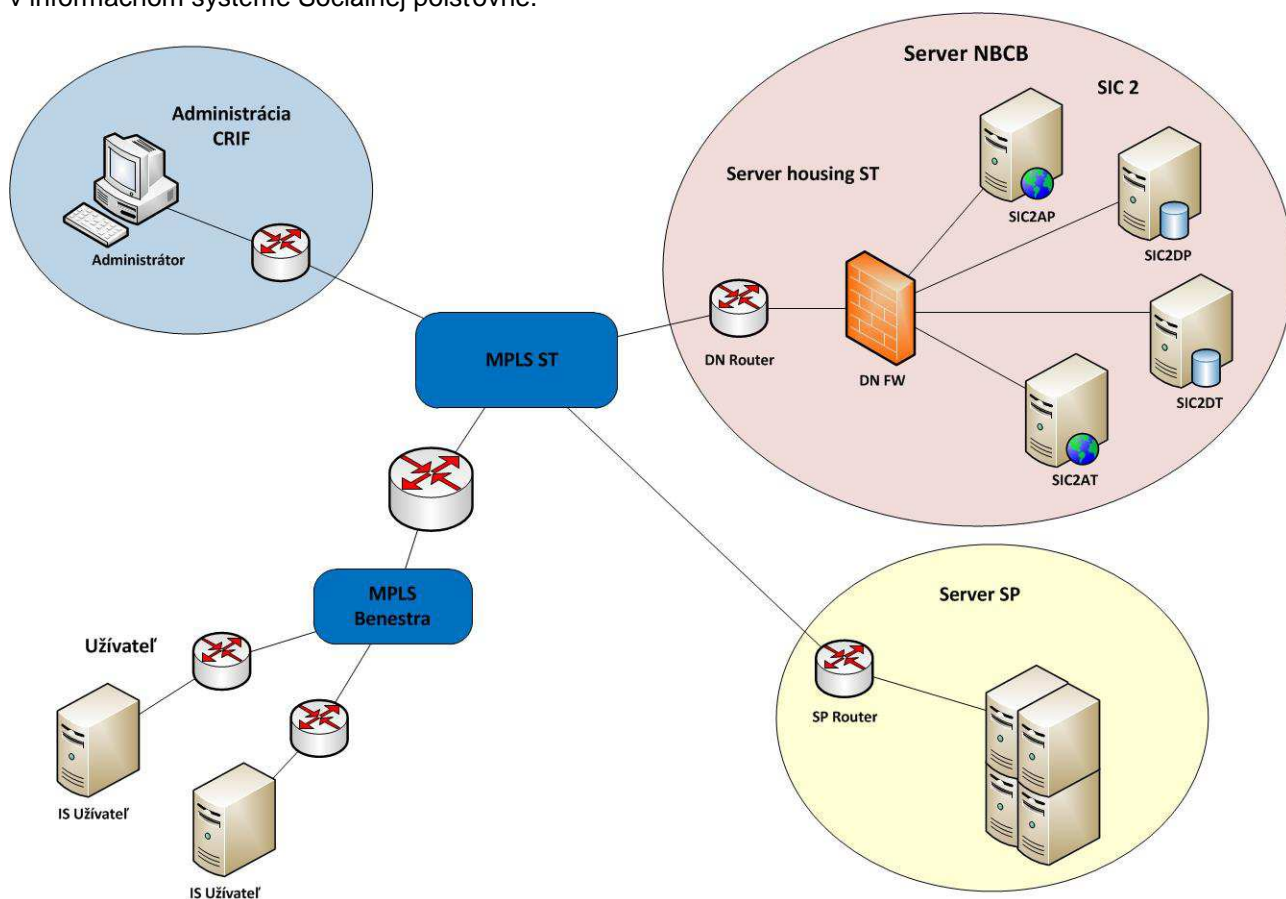 v informačnom systéme Sociálnej poisťovne.
Administrácia
CRIF
Administrátor
Server NBCB
SIC 2
Server housing ST
SIC2AP
SIC2DP
DN Router
DN FW
SIC2DT
SIC2AT
MPLS ST
MPLS
Benestra
Užívateľ
IS Užívateľ
IS Užívateľ
Server SP
SP Router